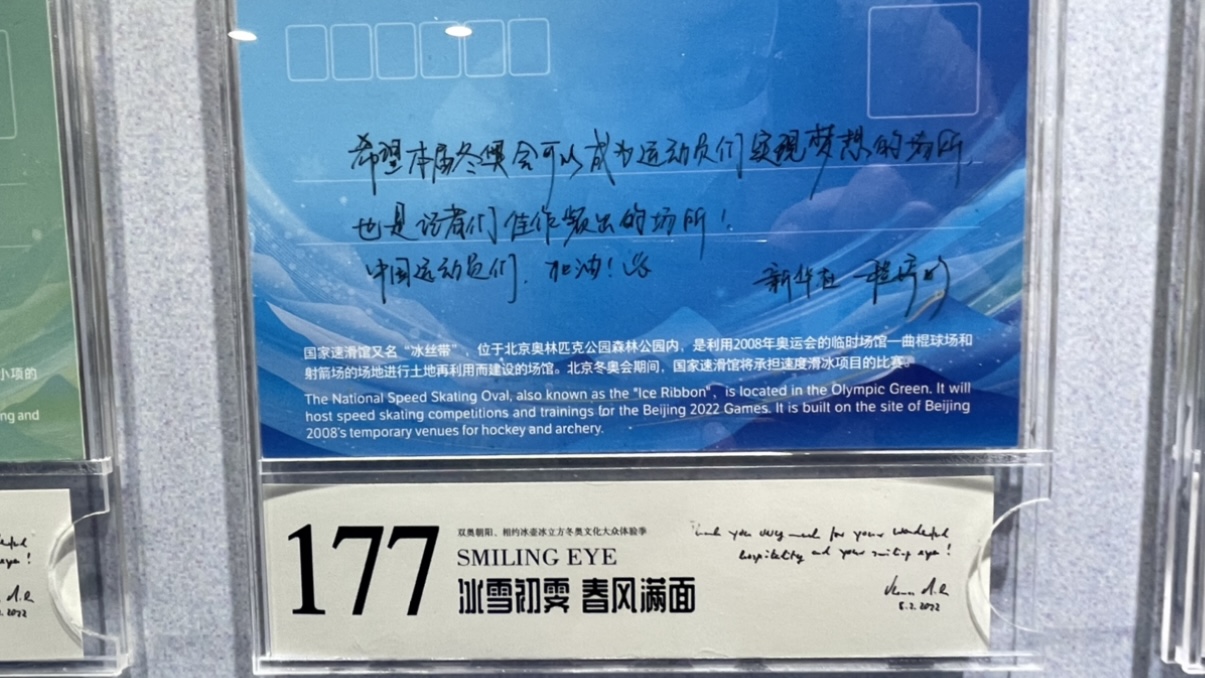 希望本届冬奥会可以成为运动员们实现梦想的场所,
也是记者们佳作频出的场所!
中国运动员们, 加油!
新华社
国家速滑馆又名“冰丝带”,位于北京奥林匹克公园森林公园内,是利用2008年奥运会的临时场馆—曲棍球场和
射箭场的场地进行土地再利用而建设的场馆。北京冬奥会期间,国家速滑馆将承担速度滑冰项目的比赛。
The National Speed Skating Oval, also known as the "Ice Ribbon", is located in the Olympic Green. It will
host speed skating competitions and trainings for the Beijing 2022 Games. It is built on the site of Beijing
2008's temporary venues for hockey and archery.
小项的
ng and
177
双奥朝阳、相约冰壶冰立方冬奥文化大众体验季
SMILING EYE
冰雪初雯 春风满面
Thank you very much for your wonderful
hospitality and your smiling eyes!
8.2.2022